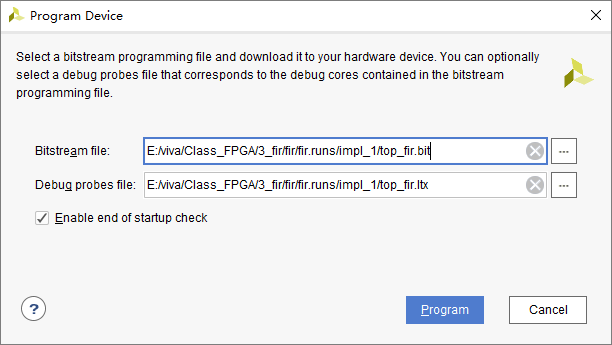 Program Device
Select a bitstream programming file and download it to your hardware device. You can optionally
select a debug probes file that corresponds to the debug cores contained in the bitstream
programming file.
Bitstream file: E:/viva/Class_FPGA/3_fir/fir/fir.runs/impl_1/top_fir.bit ...
Debug probes file: E:/viva/Class_FPGA/3_fir/fir/fir.runs/impl_1/top_fir.ltx ...
Enable end of startup check
? Program Cancel